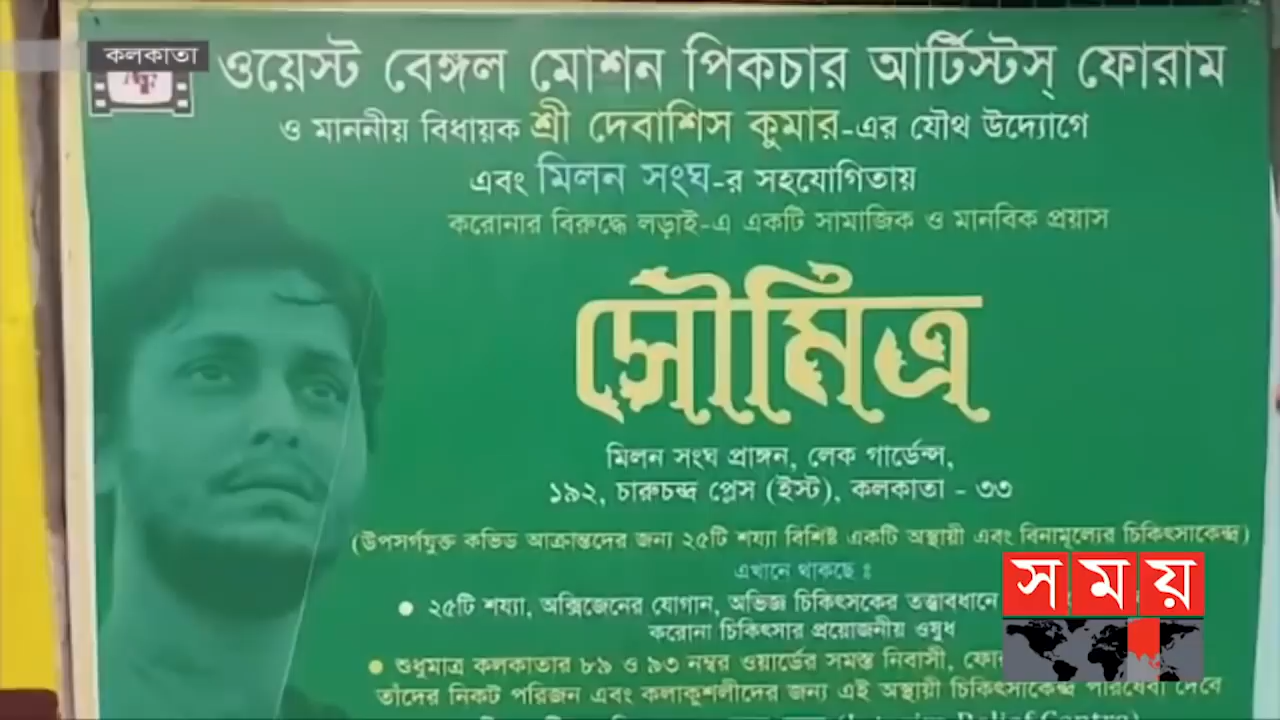 কলকাতা
ওয়েস্ট বেঙ্গল মোশন পিকচার আর্টিস্টস্ ফোরাম
ও মাননীয় বিধায়ক শ্রী দেবাশিস কুমার-এর যৌথ উদ্যোগে
এবং মিলন সংঘ-র সহযোগিতায়
করোনার বিরুদ্ধে লড়াই-এ একটি সামাজিক ও মানবিক প্রয়াস
সৌমিত্র
মিলন সংঘ প্রাঙ্গন, লেক গার্ডেন্স,
১৯২, চারুচন্দ্র প্লেস (ইস্ট), কলকাতা - ৩৩
(উপসর্গযুক্ত কভিড আক্রান্তদের জন্য ২৫টি শয্যা বিশিষ্ট একটি অস্থায়ী এবং বিনামূল্যের চিকিৎসাকেন্দ্র)
এখানে থাকছে :
সময়
• ২৫টি শয্যা, অক্সিজেনের যোগান, অভিজ্ঞ চিকিৎসকের তত্ত্বাবধানে
করোনা চিকিৎসার প্রয়োজনীয় ওষুধ
• শুধুমাত্র কলকাতার ৮৯ ও ৯৩ নম্বর ওয়ার্ডের সমস্ত নিবাসী,
তাঁদের নিকট পরিজন এবং কলাকুশলীদের জন্য এই অস্থায়ী চিকিৎসাকেন্দ্র পরিষেবা দেবে